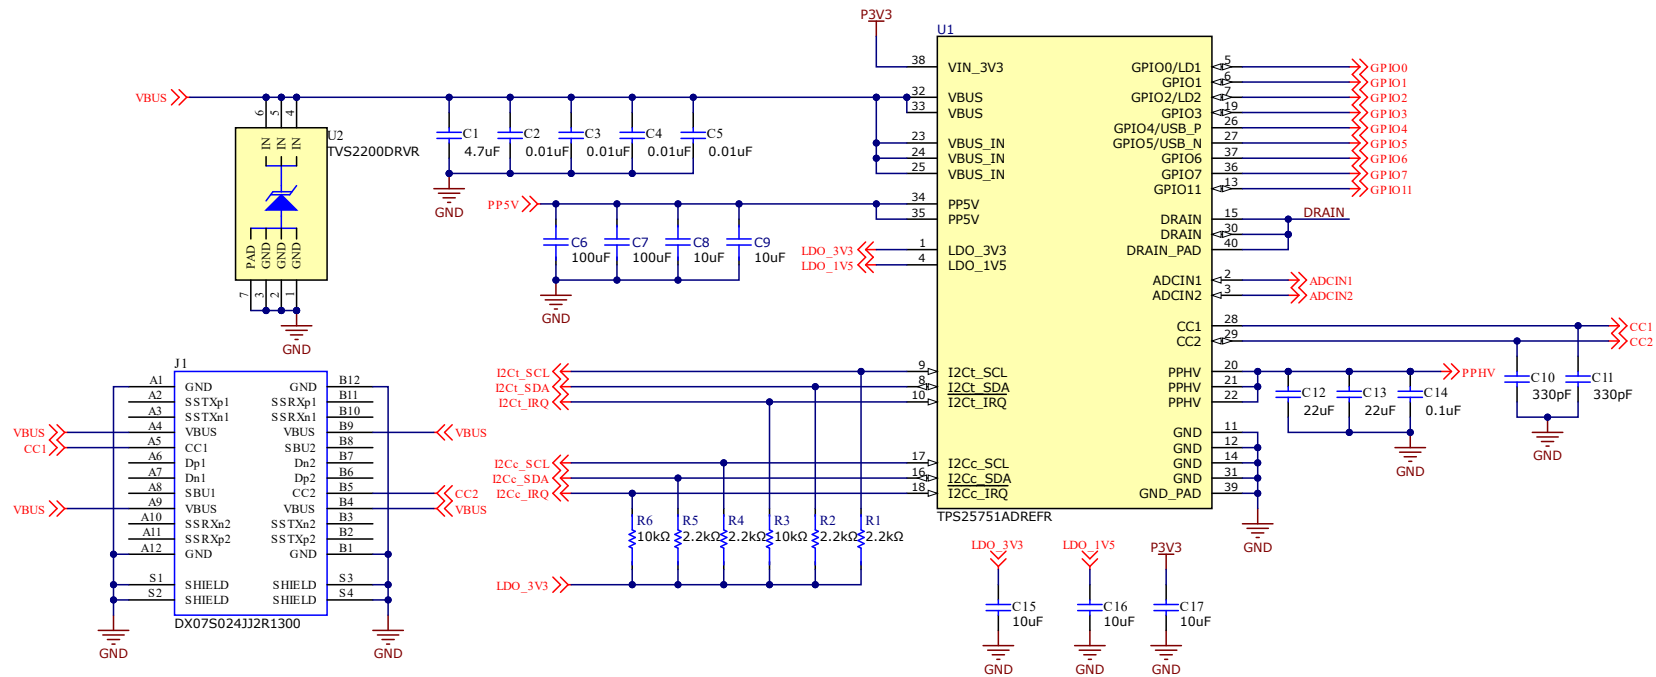 P3V3
U1
38 VIN_3V3 GPIO0/LD1 5 GPIO0
GPIO1 6 GPIO1
VBUS 32 VBUS GPIO2/LD2 7 GPIO2
33 VBUS GPIO3 19 GPIO3
GPIO4/USB_P 26 GPIO4
23 VBUS_IN GPIO5/USB_N 27 GPIO5
24 VBUS_IN GPIO6 37 GPIO6
25 VBUS_IN GPIO7 36 GPIO7
GPIO11 13 GPIO11
PP5V 34 PP5V
35 PP5V DRAIN 15 DRAIN
DRAIN 30
LDO_3V3 1 LDO_3V3 DRAIN_PAD 40
LDO_1V5 4 LDO_1V5
ADCIN1 2 ADCIN1
ADCIN2 3 ADCIN2
CC1 28 CC1
CC2 29 CC2
I2Ct_SCL 9 I2Ct_SCL PPHV 20 PPHV
I2Ct_SDA 8 I2Ct_SDA PPHV 21
I2Ct_IRQ 10 I2Ct_IRQ PPHV 22
GND 11
GND 12
I2Cc_SCL 17 I2Cc_SCL GND 14
I2Cc_SDA 16 I2Cc_SDA GND 31
I2Cc_IRQ 18 I2Cc_IRQ GND_PAD 39
TPS25751ADREFR
GND
6 5 4
IN IN IN
U2
TVS2200DRVR
PAD GND GND GND
7 3 2 1
GND
C1 C2 C3 C4 C5
4.7uF 0.01uF 0.01uF 0.01uF 0.01uF
GND
C6 C7 C8 C9
100uF 100uF 10uF 10uF
GND
C12 C13 C14
22uF 22uF 0.1uF
GND
C10 C11
330pF 330pF
GND
R6 R5 R4 R3 R2 R1
10kΩ 2.2kΩ 2.2kΩ 10kΩ 2.2kΩ 2.2kΩ
LDO_3V3
J1
A1 GND GND B12
A2 SSTXp1 SSRXp1 B11
A3 SSTXn1 SSRXn1 B10
VBUS A4 VBUS VBUS B9 VBUS
CC1 A5 CC1 SBU2 B8
A6 Dp1 Dn2 B7
A7 Dn1 Dp2 B6
A8 SBU1 CC2 B5 CC2
VBUS A9 VBUS VBUS B4 VBUS
A10 SSRXn2 SSTXn2 B3
A11 SSRXp2 SSTXp2 B2
A12 GND GND B1
S1 SHIELD SHIELD S3
S2 SHIELD SHIELD S4
DX07S024JJ2R1300
GND GND
LDO_3V3 LDO_1V5 P3V3
C15 C16 C17
10uF 10uF 10uF
GND GND GND